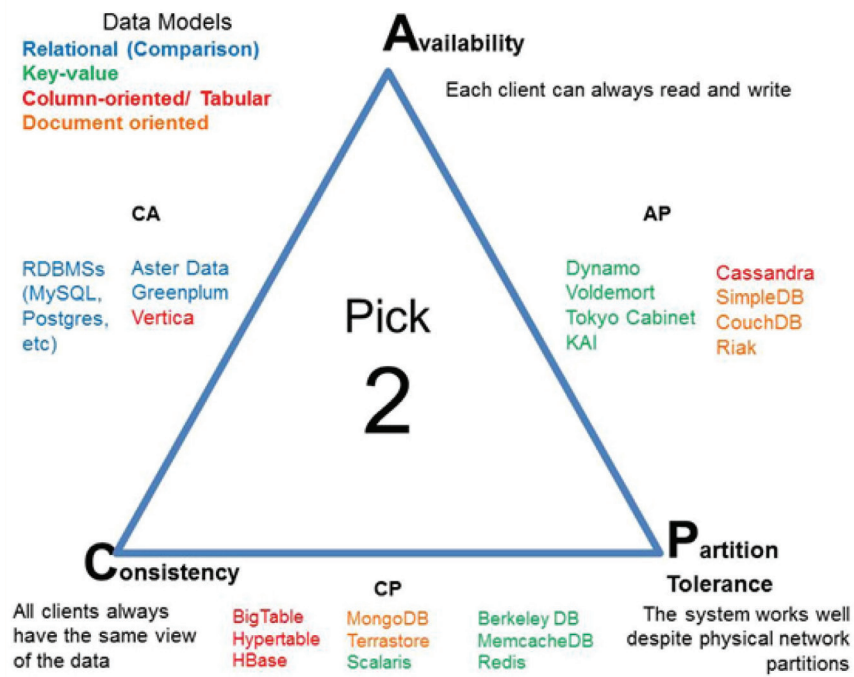 Data Models
Relational (Comparison)
Key-value
Column-oriented/ Tabular
Document oriented
Availability
Each client can always read and write
CA
RDBMSs
(MySQL,
Postgres,
etc)
Aster Data
Greenplum
Vertica
Pick
2
AP
Dynamo
Voldemort
Tokyo Cabinet
KAI
Cassandra
SimpleDB
CouchDB
Riak
Consistency
All clients always
have the same view
of the data
CP
BigTable
Hypertable
HBase
MongoDB
Terrastore
Scalaris
Berkeley DB
MemcacheDB
Redis
Partition
Tolerance
The system works well
despite physical network
partitions